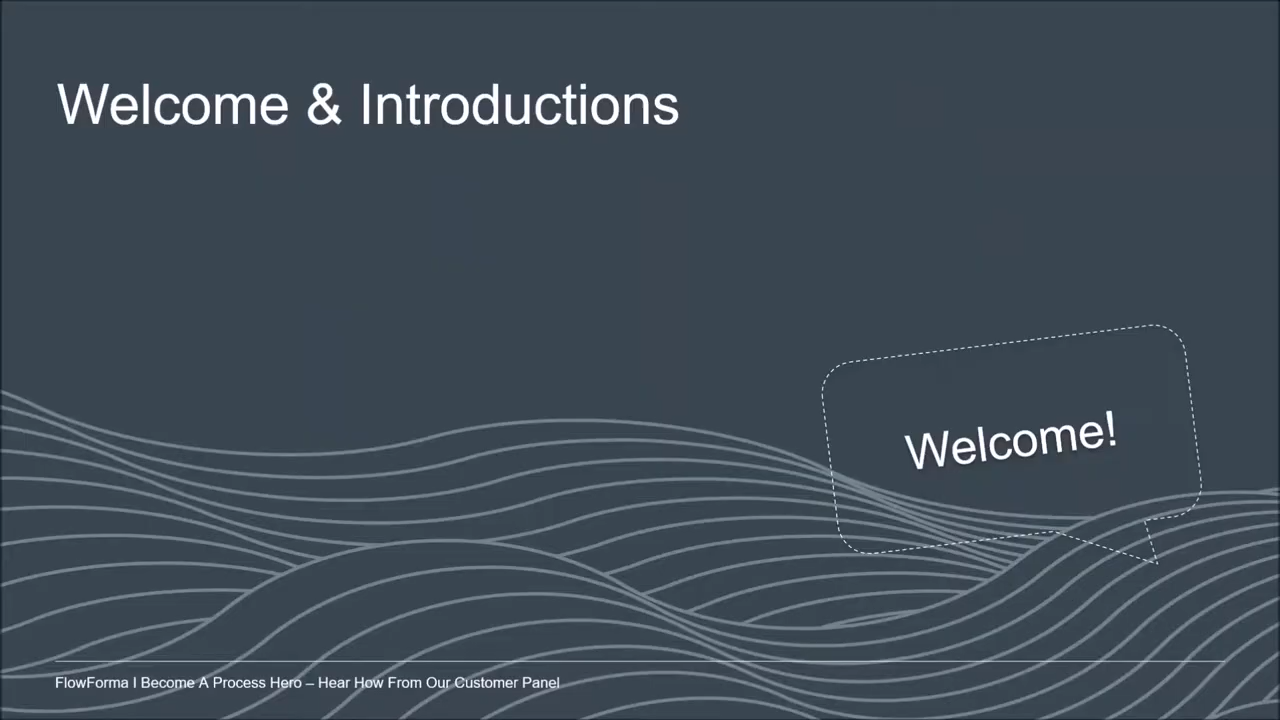 Welcome & Introductions
Welcome!
FlowForma I Become A Process Hero – Hear How From Our Customer Panel